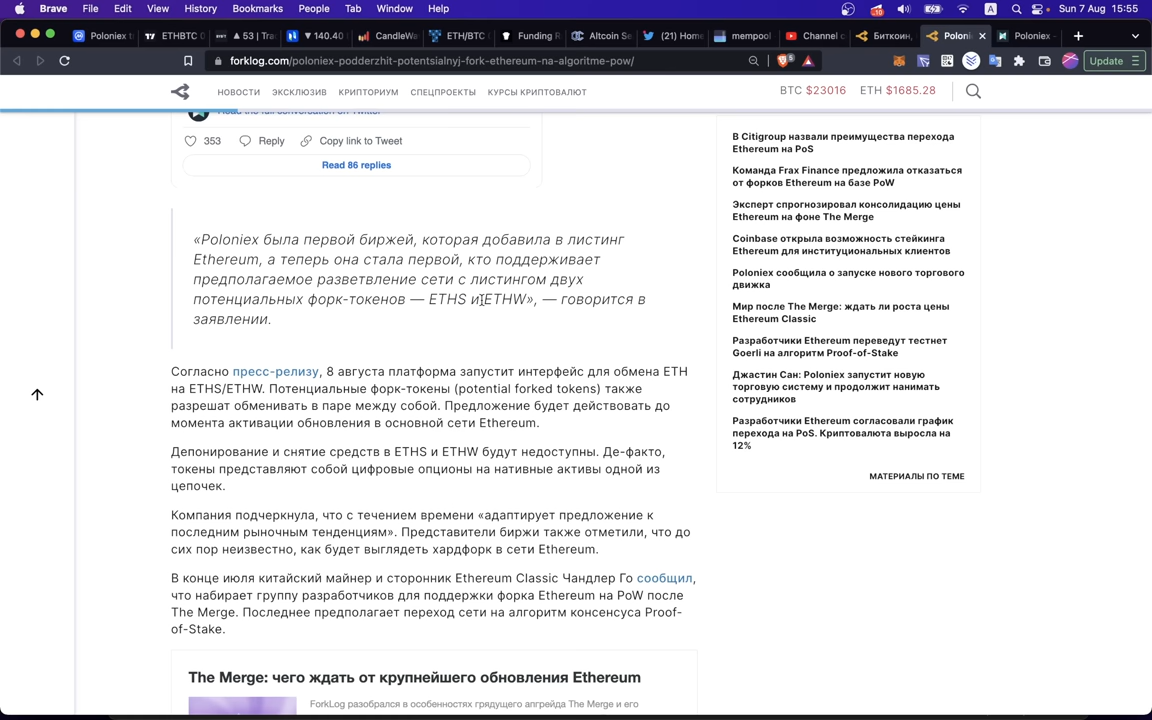 Brave File Edit View History Bookmarks People Tab Window Help
Sun 7 Aug 15:55
Poloniex t ETHBTC 0 ▲ 53 | Tra ▼ 140.40 CandleWa ETH/BTC Funding R Altcoin Se (21) Home mempool Channel c Биткоин, Poloni Poloniex
forklog.com/poloniex-podderzhit-potentsialnyj-fork-ethereum-na-algoritme-pow/
Update
НОВОСТИ ЭКСКЛЮЗИВ КРИПТОРИУМ СПЕЦПРОЕКТЫ КУРСЫ КРИПТОВАЛЮТ
BTC $23016 ETH $1685.28
Read the full conversation on Twitter
353 Reply Copy link to Tweet
Read 86 replies
«Poloniex была первой биржей, которая добавила в листинг
Ethereum, а теперь она стала первой, кто поддерживает
предполагаемое разветвление сети с листингом двух
потенциальных форк-токенов — ETHS и ETHW», — говорится в
заявлении.
Согласно пресс-релизу, 8 августа платформа запустит интерфейс для обмена ETH
на ETHS/ETHW. Потенциальные форк-токены (potential forked tokens) также
разрешат обменивать в паре между собой. Предложение будет действовать до
момента активации обновления в основной сети Ethereum.
Депонирование и снятие средств в ETHS и ETHW будут недоступны. Де-факто,
токены представляют собой цифровые опционы на нативные активы одной из
цепочек.
Компания подчеркнула, что с течением времени «адаптирует предложение к
последним рыночным тенденциям». Представители биржи также отметили, что до
сих пор неизвестно, как будет выглядеть хардфорк в сети Ethereum.
В конце июля китайский майнер и сторонник Ethereum Classic Чандлер Го сообщил,
что набирает группу разработчиков для поддержки форка Ethereum на PoW после
The Merge. Последнее предполагает переход сети на алгоритм консенсуса Proof-
of-Stake.
The Merge: чего ждать от крупнейшего обновления Ethereum
ForkLog разобрался в особенностях грядущего апгрейда The Merge и его
В Citigroup назвали преимущества перехода
Ethereum на PoS
Команда Frax Finance предложила отказаться
от форков Ethereum на базе PoW
Эксперт спрогнозировал консолидацию цены
Ethereum на фоне The Merge
Coinbase открыла возможность стейкинга
Ethereum для институциональных клиентов
Poloniex сообщила о запуске нового торгового
движка
Мир после The Merge: ждать ли роста цены
Ethereum Classic
Разработчики Ethereum переведут тестнет
Goerli на алгоритм Proof-of-Stake
Джастин Сан: Poloniex запустит новую
торговую систему и продолжит нанимать
сотрудников
Разработчики Ethereum согласовали график
перехода на PoS. Криптовалюта выросла на
12%
МАТЕРИАЛЫ ПО ТЕМЕ